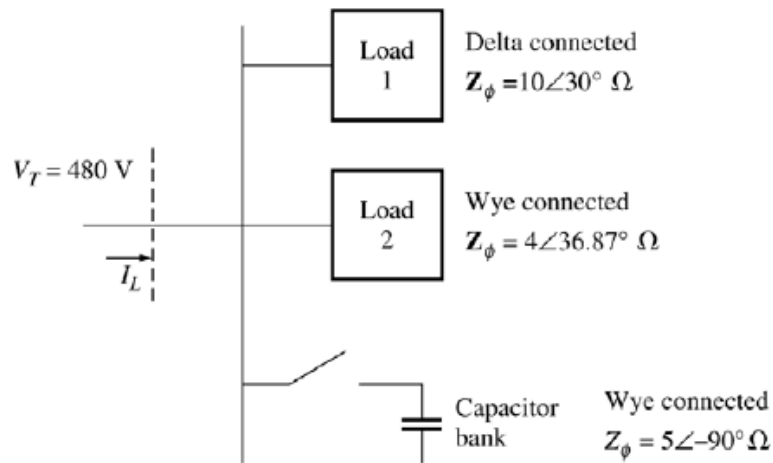 Load
1
Delta connected
Z_ϕ =10∠30° Ω
V_T = 480 V
Load
2
Wye connected
Z_ϕ = 4∠36.87° Ω
I_L
Capacitor
bank
Wye connected
Z_ϕ = 5∠–90° Ω